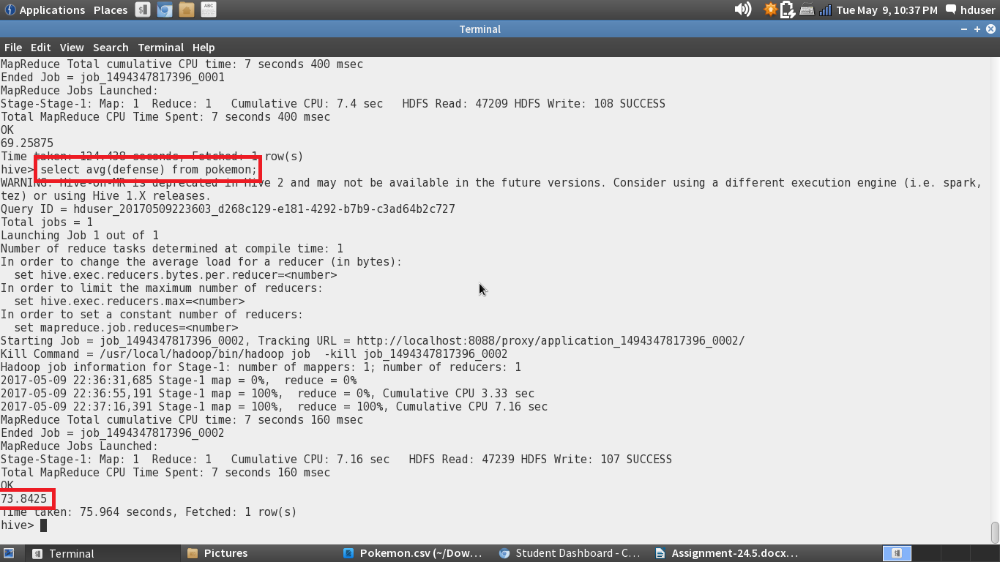 Applications Places Tue May 9, 10:37 PM hduser
Terminal
File Edit View Search Terminal Help
MapReduce Total cumulative CPU time: 7 seconds 400 msec
Ended Job = job_1494347817396_0001
MapReduce Jobs Launched:
Stage-Stage-1: Map: 1  Reduce: 1   Cumulative CPU: 7.4 sec   HDFS Read: 47209 HDFS Write: 108 SUCCESS
Total MapReduce CPU Time Spent: 7 seconds 400 msec
OK
69.25875
Time taken: 124.438 seconds, Fetched: 1 row(s)
hive> select avg(defense) from pokemon;
WARNING: Hive-on-MR is deprecated in Hive 2 and may not be available in the future versions. Consider using a different execution engine (i.e. spark,
tez) or using Hive 1.X releases.
Query ID = hduser_20170509223603_d268c129-e181-4292-b7b9-c3ad64b2c727
Total jobs = 1
Launching Job 1 out of 1
Number of reduce tasks determined at compile time: 1
In order to change the average load for a reducer (in bytes):
  set hive.exec.reducers.bytes.per.reducer=<number>
In order to limit the maximum number of reducers:
  set hive.exec.reducers.max=<number>
In order to set a constant number of reducers:
  set mapreduce.job.reduces=<number>
Starting Job = job_1494347817396_0002, Tracking URL = http://localhost:8088/proxy/application_1494347817396_0002/
Kill Command = /usr/local/hadoop/bin/hadoop job  -kill job_1494347817396_0002
Hadoop job information for Stage-1: number of mappers: 1; number of reducers: 1
2017-05-09 22:36:31,685 Stage-1 map = 0%,  reduce = 0%
2017-05-09 22:36:55,191 Stage-1 map = 100%,  reduce = 0%, Cumulative CPU 3.33 sec
2017-05-09 22:37:16,391 Stage-1 map = 100%,  reduce = 100%, Cumulative CPU 7.16 sec
MapReduce Total cumulative CPU time: 7 seconds 160 msec
Ended Job = job_1494347817396_0002
MapReduce Jobs Launched:
Stage-Stage-1: Map: 1  Reduce: 1   Cumulative CPU: 7.16 sec   HDFS Read: 47239 HDFS Write: 107 SUCCESS
Total MapReduce CPU Time Spent: 7 seconds 160 msec
OK
73.8425
Time taken: 75.964 seconds, Fetched: 1 row(s)
hive>
Terminal Pictures Pokemon.csv (~/Dow... Student Dashboard - C... Assignment-24.5.docx...